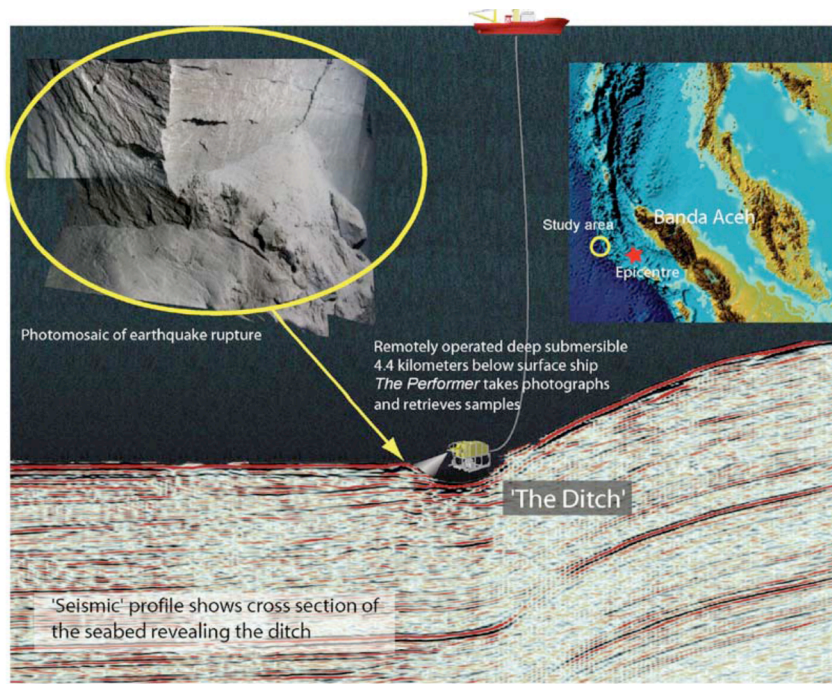 Banda Aceh
Study area
Epicentre
Photomosaic of earthquake rupture
Remotely operated deep submersible
4.4 kilometers below surface ship
The Performer takes photographs
and retrieves samples
'The Ditch'
'Seismic' profile shows cross section of
the seabed revealing the ditch